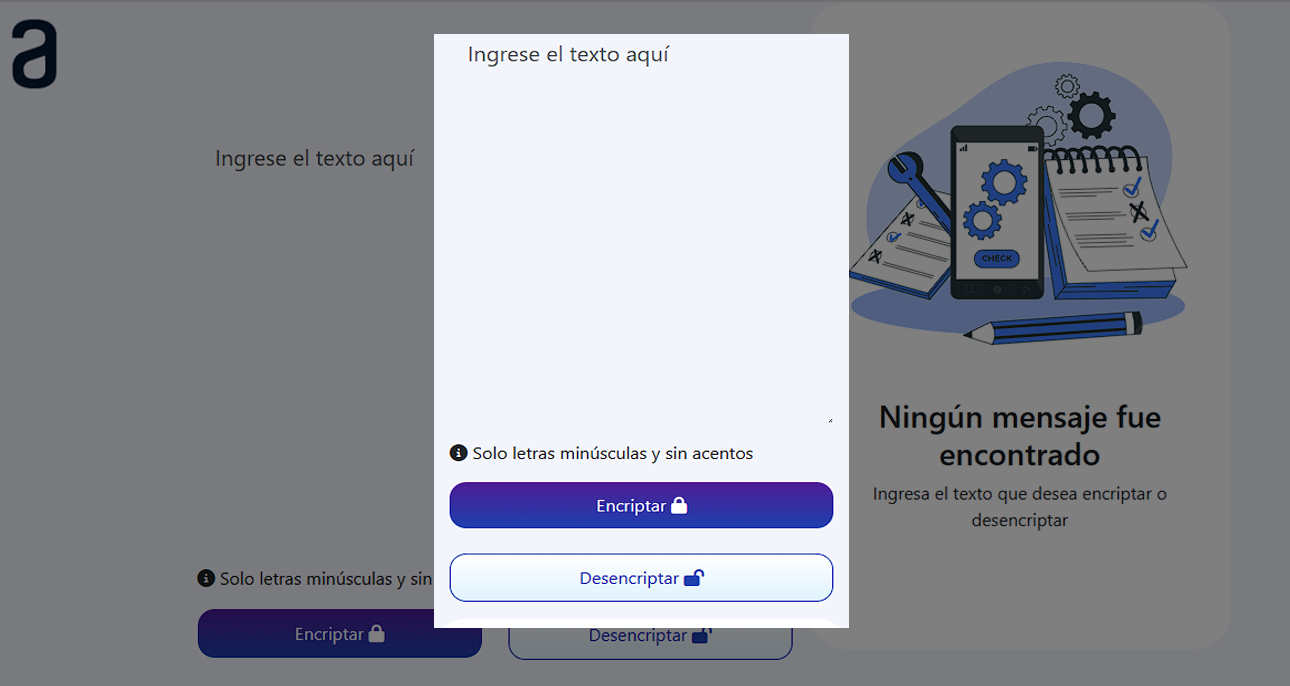 a
Ingrese el texto aquí
Solo letras minúsculas y sin
Encriptar
Desencriptar
Ingrese el texto aquí
Solo letras minúsculas y sin acentos
Encriptar
Desencriptar
CHECK
Ningún mensaje fue
encontrado
Ingresa el texto que desea encriptar o
desencriptar